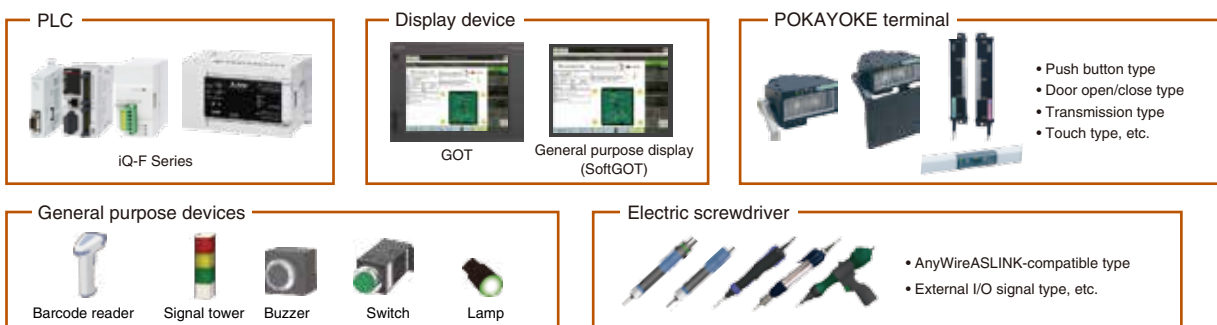 PLC
iQ-F Series
Display device
GOT
General purpose display
(SoftGOT)
POKAYOKE terminal
• Push button type
• Door open/close type
• Transmission type
• Touch type, etc.
General purpose devices
Barcode reader
Signal tower
Buzzer
Switch
Lamp
Electric screwdriver
• AnyWireASLINK-compatible type
• External I/O signal type, etc.